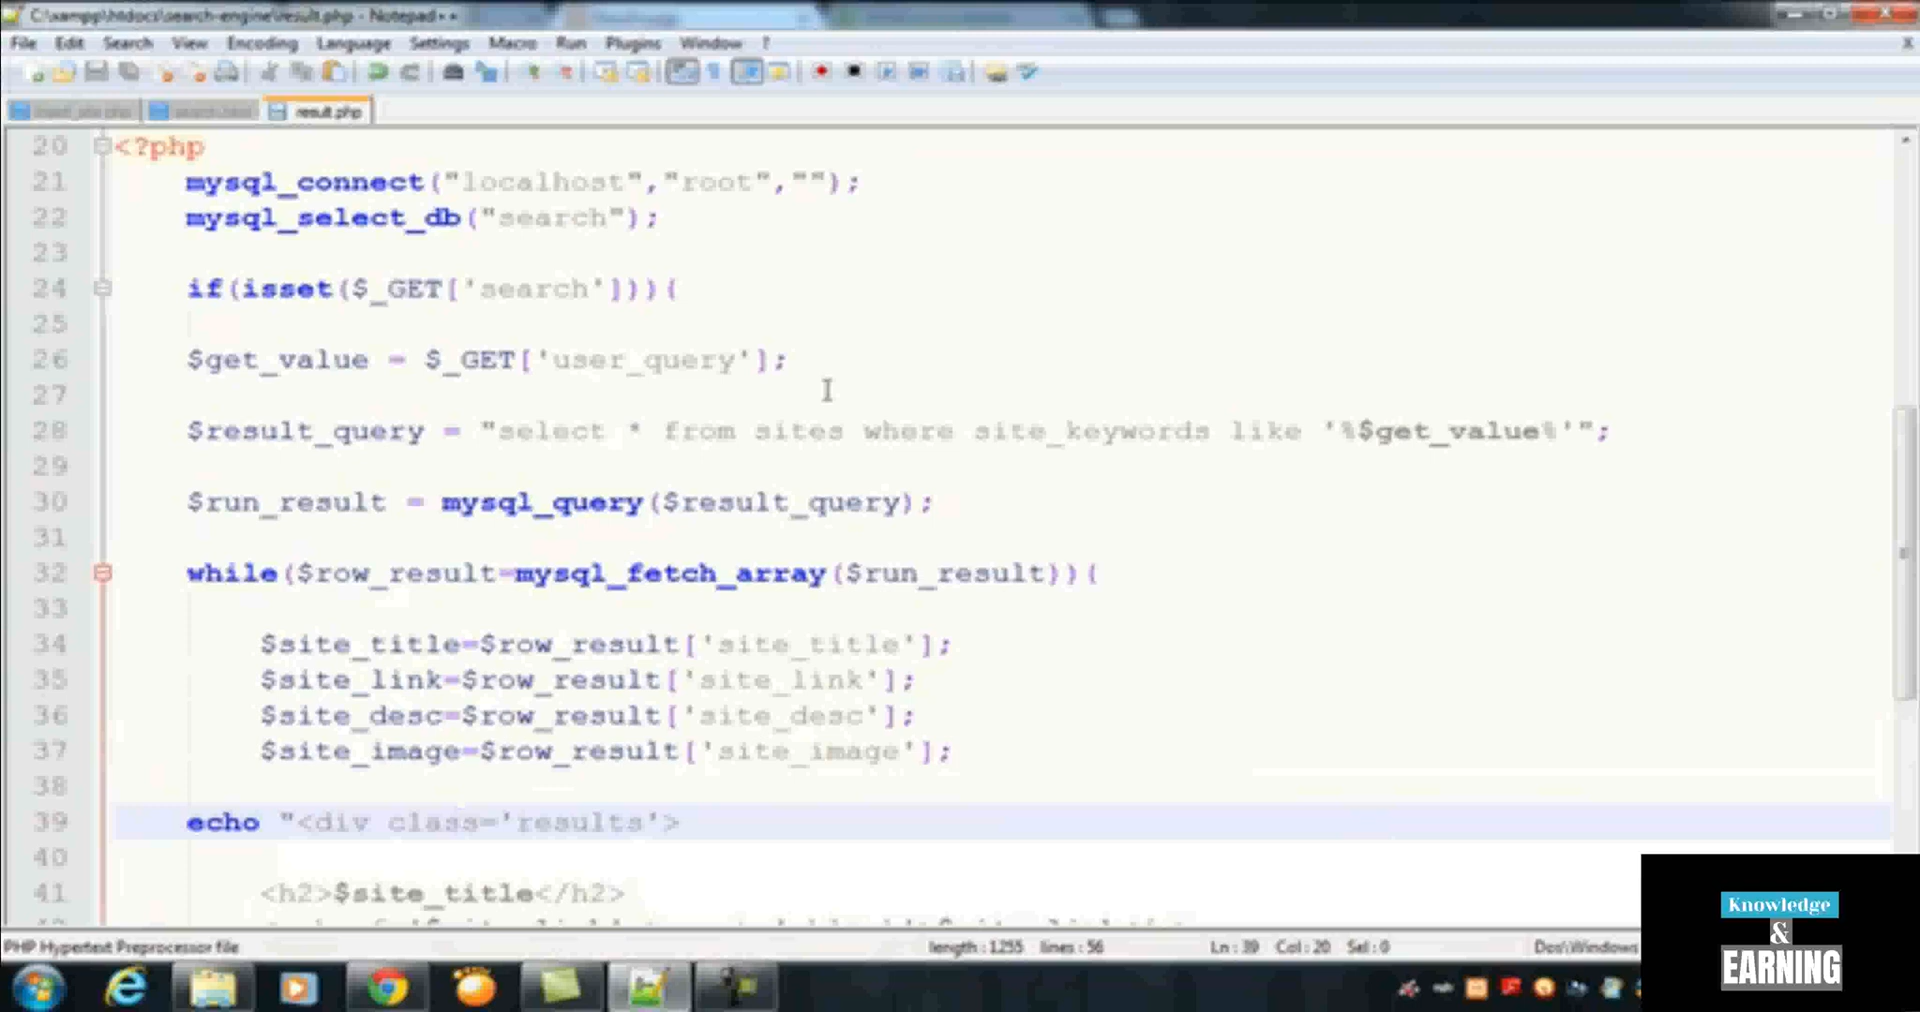 C:\xampp\htdocs\search-engine\result.php - Notepad++
File Edit Search View Encoding Language Settings Macro Run Plugins Window ?
result.php
20 <?php
21 mysql_connect("localhost","root","");
22 mysql_select_db("search");
23
24 if(isset($_GET['search'])){
25
26 $get_value = $_GET['user_query'];
27
28 $result_query = "select * from sites where site_keywords like '%$get_value%'";
29
30 $run_result = mysql_query($result_query);
31
32 while($row_result=mysql_fetch_array($run_result)){
33
34 $site_title=$row_result['site_title'];
35 $site_link=$row_result['site_link'];
36 $site_desc=$row_result['site_desc'];
37 $site_image=$row_result['site_image'];
38
39 echo "<div class='results'>
40
41 <h2>$site_title</h2>
PHP Hypertext Preprocessor file length : 1255 lines : 56 Ln : 39 Col : 20 Sel : 0 Dos\Windows
Knowledge
&
EARNING